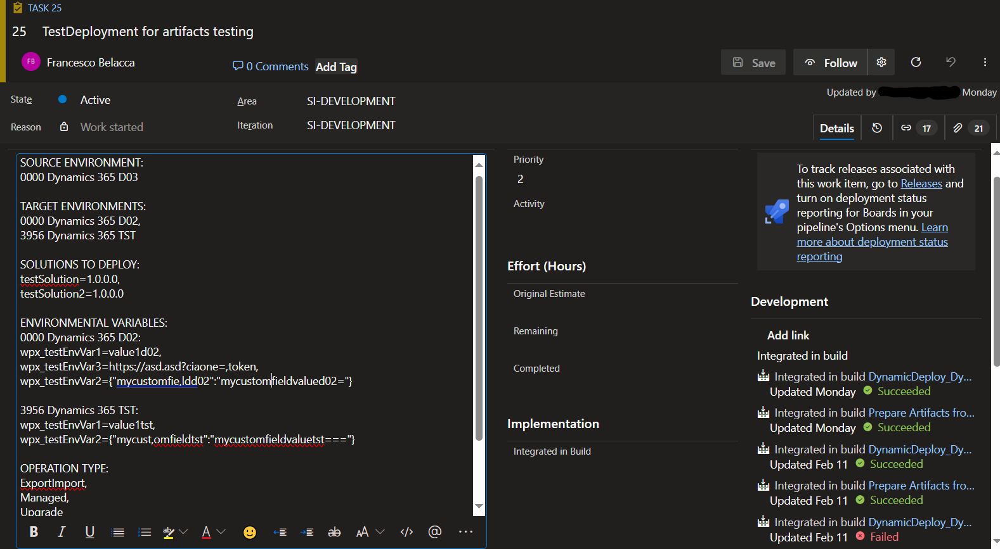 TASK 25
25 TestDeployment for artifacts testing
FB Francesco Belacca
0 Comments Add Tag
Save Follow
State Active
Area SI-DEVELOPMENT
Updated by Monday
Reason Work started
Iteration SI-DEVELOPMENT
Details 17 21
SOURCE ENVIRONMENT:
0000 Dynamics 365 D03
TARGET ENVIRONMENTS:
0000 Dynamics 365 D02,
3956 Dynamics 365 TST
SOLUTIONS TO DEPLOY:
testSolution=1.0.0.0,
testSolution2=1.0.0.0
ENVIRONMENTAL VARIABLES:
0000 Dynamics 365 D02:
wpx_testEnvVar1=value1d02,
wpx_testEnvVar3=https://asd.asd?ciaone=,token,
wpx_testEnvVar2={"mycustomfie,ldd02":"mycustomfieldvalued02="}
3956 Dynamics 365 TST:
wpx_testEnvVar1=value1tst,
wpx_testEnvVar2={"mycust,omfieldtst":"mycustomfieldvaluetst==="}
OPERATION TYPE:
ExportImport,
Managed,
Upgrade
B I U ab A ab AA </> @ ...
Priority
2
Activity
Effort (Hours)
Original Estimate
Remaining
Completed
Implementation
Integrated in Build
To track releases associated with
this work item, go to Releases and
turn on deployment status
reporting for Boards in your
pipeline's Options menu. Learn
more about deployment status
reporting
Development
Add link
Integrated in build
Integrated in build DynamicDeploy_Dy...
Updated Monday Succeeded
Integrated in build Prepare Artifacts fro...
Updated Monday Succeeded
Integrated in build DynamicDeploy_Dy...
Updated Feb 11 Succeeded
Integrated in build Prepare Artifacts fro...
Updated Feb 11 Succeeded
Integrated in build DynamicDeploy_Dy...
Updated Feb 11 Failed